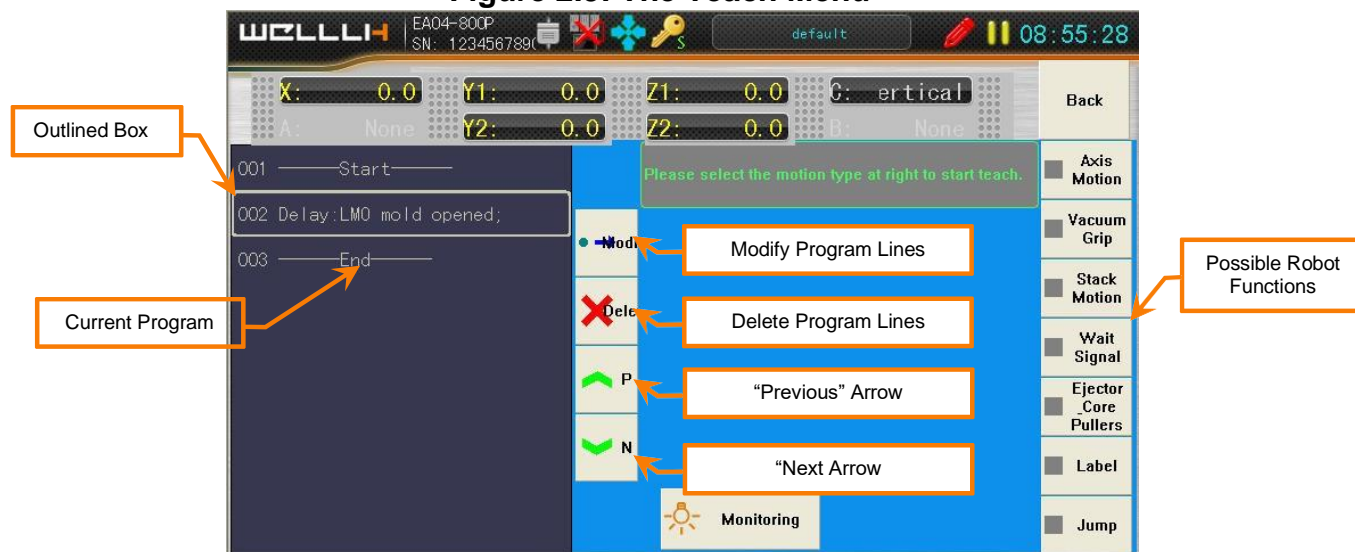 Figure The Teach Menu
WELLLIH
EA04-800P
SN: 123456789
S
default
08:55:28
X: 0.0
Y1: 0.0
Z1: 0.0
C: ertical
A: None
Y2: 0.0
Z2: 0.0
B: None
Back
Outlined Box
001 ———Start———
Please select the motion type at right to start teach.
Axis
Motion
002 Delay:LM0 mold opened;
Vacuum
Grip
003 ———End———
Modi
Modify Program Lines
Possible Robot
Functions
Stack
Motion
Current Program
Dele
Delete Program Lines
Wait
Signal
P
“Previous” Arrow
Ejector
_Core
Pullers
N
“Next Arrow
Label
Monitoring
Jump